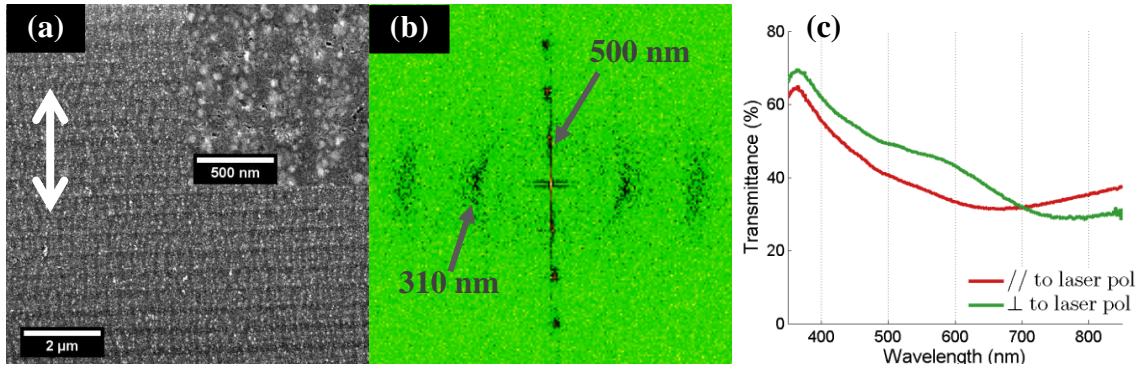 (a)
500 nm
2 µm
(b)
500 nm
310 nm
(c)
80
60
40
20
0
Transmittance (%)
// to laser pol
⊥ to laser pol
400
500
600
700
800
Wavelength (nm)